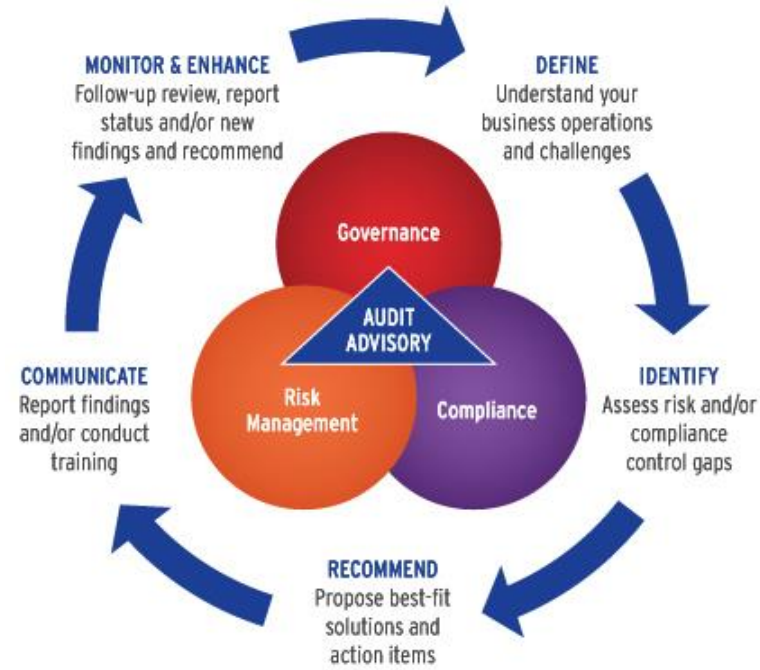 MONITOR & ENHANCE
Follow-up review, report
status and/or new
findings and recommend
DEFINE
Understand your
business operations
and challenges
Governance
AUDIT
ADVISORY
Risk
Management
Compliance
COMMUNICATE
Report findings
and/or conduct
training
IDENTIFY
Assess risk and/or
compliance
control gaps
RECOMMEND
Propose best-fit
solutions and
action items